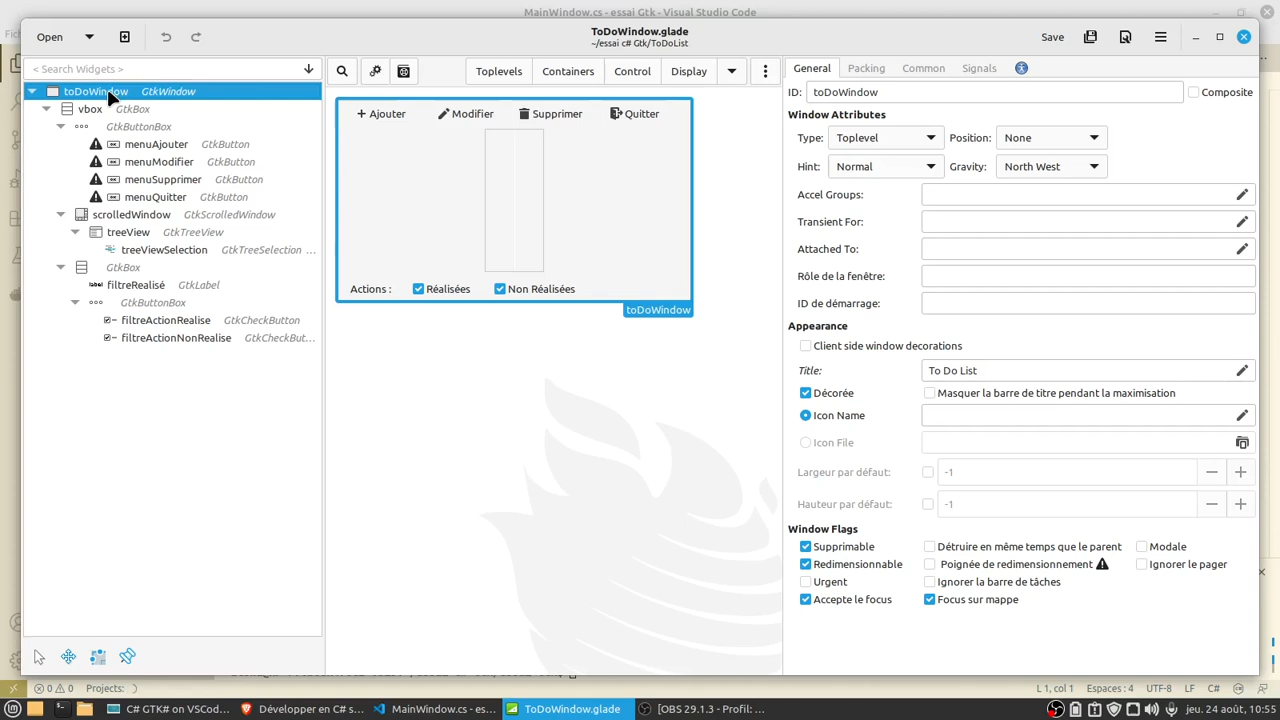 MainWindow.cs - essai Gtk - Visual Studio Code
Open
ToDoWindow.glade
~/essai c# Gtk/ToDoList
Save
< Search Widgets >
Toplevels
Containers
Control
Display
General
Packing
Common
Signals
toDoWindow GtkWindow
vbox GtkBox
GtkButtonBox
menuAjouter GtkButton
menuModifier GtkButton
menuSupprimer GtkButton
menuQuitter GtkButton
scrolledWindow GtkScrolledWindow
treeView GtkTreeView
treeViewSelection GtkTreeSelection ...
GtkBox
filtreRealisé GtkLabel
GtkButtonBox
filtreActionRealise GtkCheckButton
filtreActionNonRealise GtkCheckBut...
Ajouter
Modifier
Supprimer
Quitter
Actions :
Réalisées
Non Réalisées
toDoWindow
ID: toDoWindow
Composite
Window Attributes
Type: Toplevel
Position: None
Hint: Normal
Gravity: North West
Accel Groups:
Transient For:
Attached To:
Rôle de la fenêtre:
ID de démarrage:
Appearance
Client side window decorations
Title: To Do List
Décorée
Masquer la barre de titre pendant la maximisation
Icon Name
Icon File
Largeur par défaut: -1
Hauteur par défaut: -1
Window Flags
Supprimable
Détruire en même temps que le parent
Modale
Redimensionnable
Poignée de redimensionnement
Ignorer le pager
Urgent
Ignorer la barre de tâches
Accepte le focus
Focus sur mappe
0 0 Projects:
L 1, col 1
Espaces : 4
UTF-8
LF
C#
C# GTK# on VSCod...
Développer en C# s...
MainWindow.cs - es...
ToDoWindow.glade
[OBS 29.1.3 - Profil: ...
jeu. 24 août, 10:55